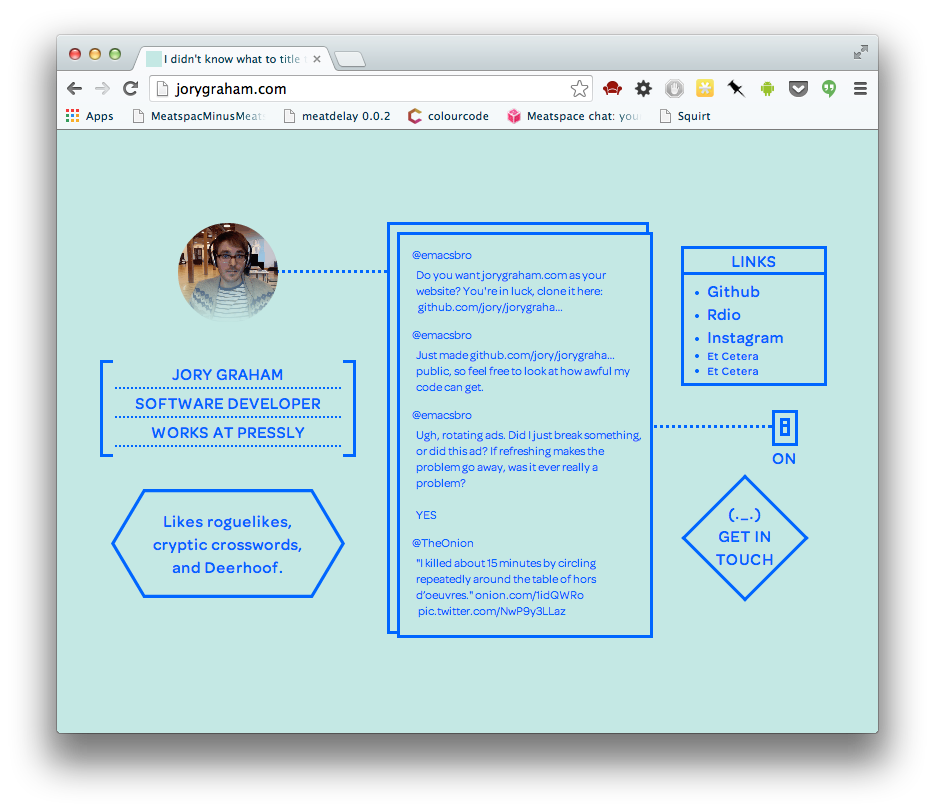 I didn't know what to title
jorygraham.com
Apps
MeatspacMinusMeats
meatdelay 0.0.2
colourcode
Meatspace chat: you
Squirt
JORY GRAHAM
SOFTWARE DEVELOPER
WORKS AT PRESSLY
Likes roguelikes,
cryptic crosswords,
and Deerhoof.
@emacsbro
Do you want jorygraham.com as your
website? You're in luck, clone it here:
github.com/jory/jorygraha...
@emacsbro
Just made github.com/jory/jorygraha...
public, so feel free to look at how awful my
code can get.
@emacsbro
Ugh, rotating ads. Did I just break something,
or did this ad? If refreshing makes the
problem go away, was it ever really a
problem?
YES
@TheOnion
"I killed about 15 minutes by circling
repeatedly around the table of hors
d'oeuvres." onion.com/1idQWRo
pic.twitter.com/NwP9y3LLaz
LINKS
• Github
• Rdio
• Instagram
• Et Cetera
• Et Cetera
ON
(._.)
GET IN
TOUCH